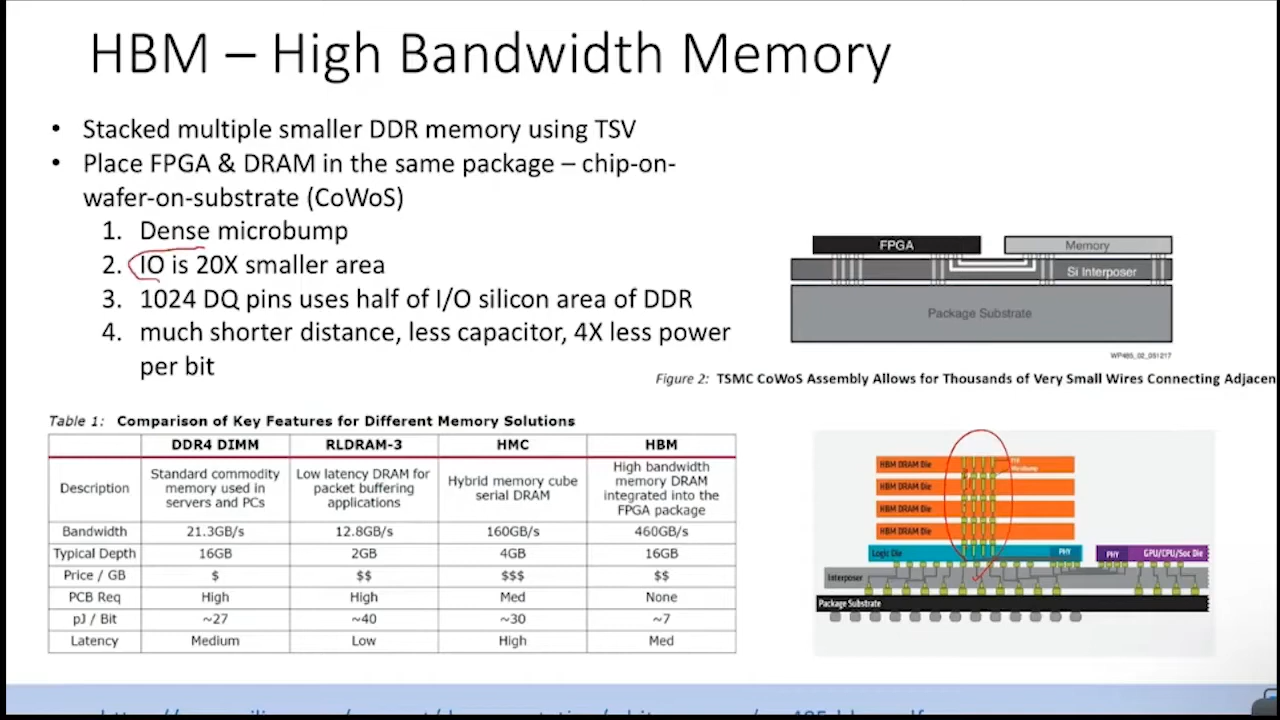 HBM – High Bandwidth Memory
• Stacked multiple smaller DDR memory using TSV
• Place FPGA & DRAM in the same package – chip-on-
wafer-on-substrate (CoWoS)
1. Dense microbump
2. IO is 20X smaller area
3. 1024 DQ pins uses half of I/O silicon area of DDR
4. much shorter distance, less capacitor, 4X less power
per bit
FPGA
Memory
Si Interposer
Package Substrate
WP485_02_051217
Figure 2: TSMC CoWoS Assembly Allows for Thousands of Very Small Wires Connecting Adjacen
Table 1: Comparison of Key Features for Different Memory Solutions
DDR4 DIMM RLDRAM-3 HMC HBM
Description Standard commodity memory used in servers and PCs Low latency DRAM for packet buffering applications Hybrid memory cube serial DRAM High bandwidth memory DRAM integrated into the FPGA package
Bandwidth 21.3GB/s 12.8GB/s 160GB/s 460GB/s
Typical Depth 16GB 2GB 4GB 16GB
Price / GB $ $$ $$$ $$
PCB Req High High Med None
pJ / Bit ~27 ~40 ~30 ~7
Latency Medium Low High Med
HBM DRAM Die
Microbump
HBM DRAM Die
HBM DRAM Die
HBM DRAM Die
Logic Die PHY PHY GPU/CPU/Soc Die
Interposer
Package Substrate